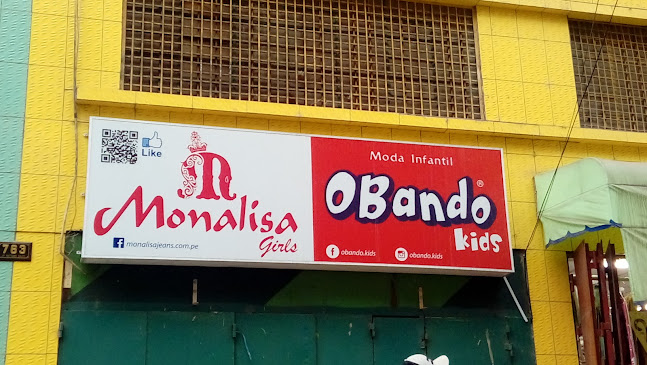 Like
M
Monalisa
Girls
monalisajeans.com.pe
Moda Infantil
OBando®
kids
obando.kids
obando.kids
763